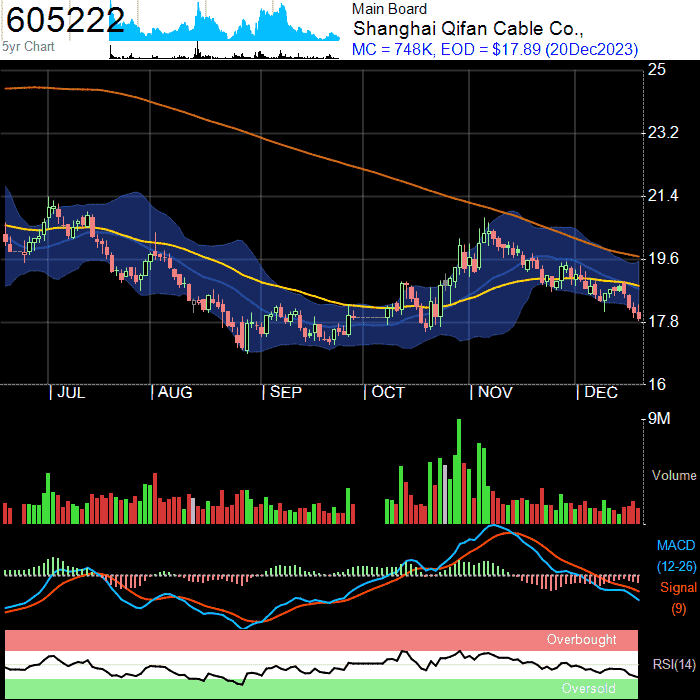 605222
5yr Chart
Main Board
Shanghai Qifan Cable Co.,
MC = 748K, EOD = $17.89 (20Dec2023)
25
23.2
21.4
19.6
17.8
16
| JUL | AUG | SEP | OCT | NOV | DEC
9M
Volume
MACD
(12-26)
Signal
(9)
Overbought
RSI(14)
Oversold